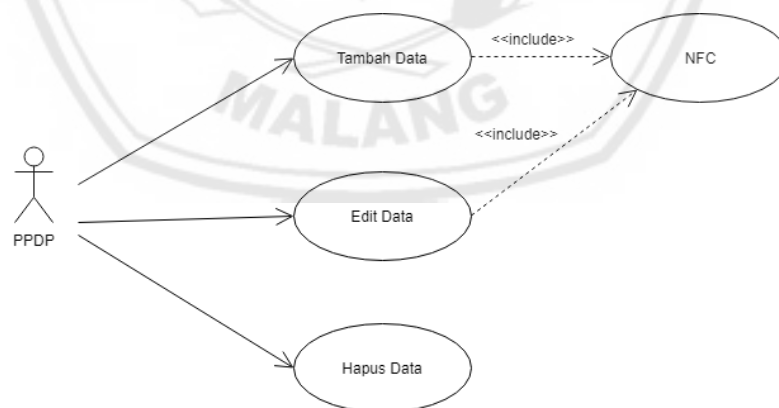 Tambah Data
<<include>>
NFC
MALANG
<<include>>
PPDP
Edit Data
Hapus Data